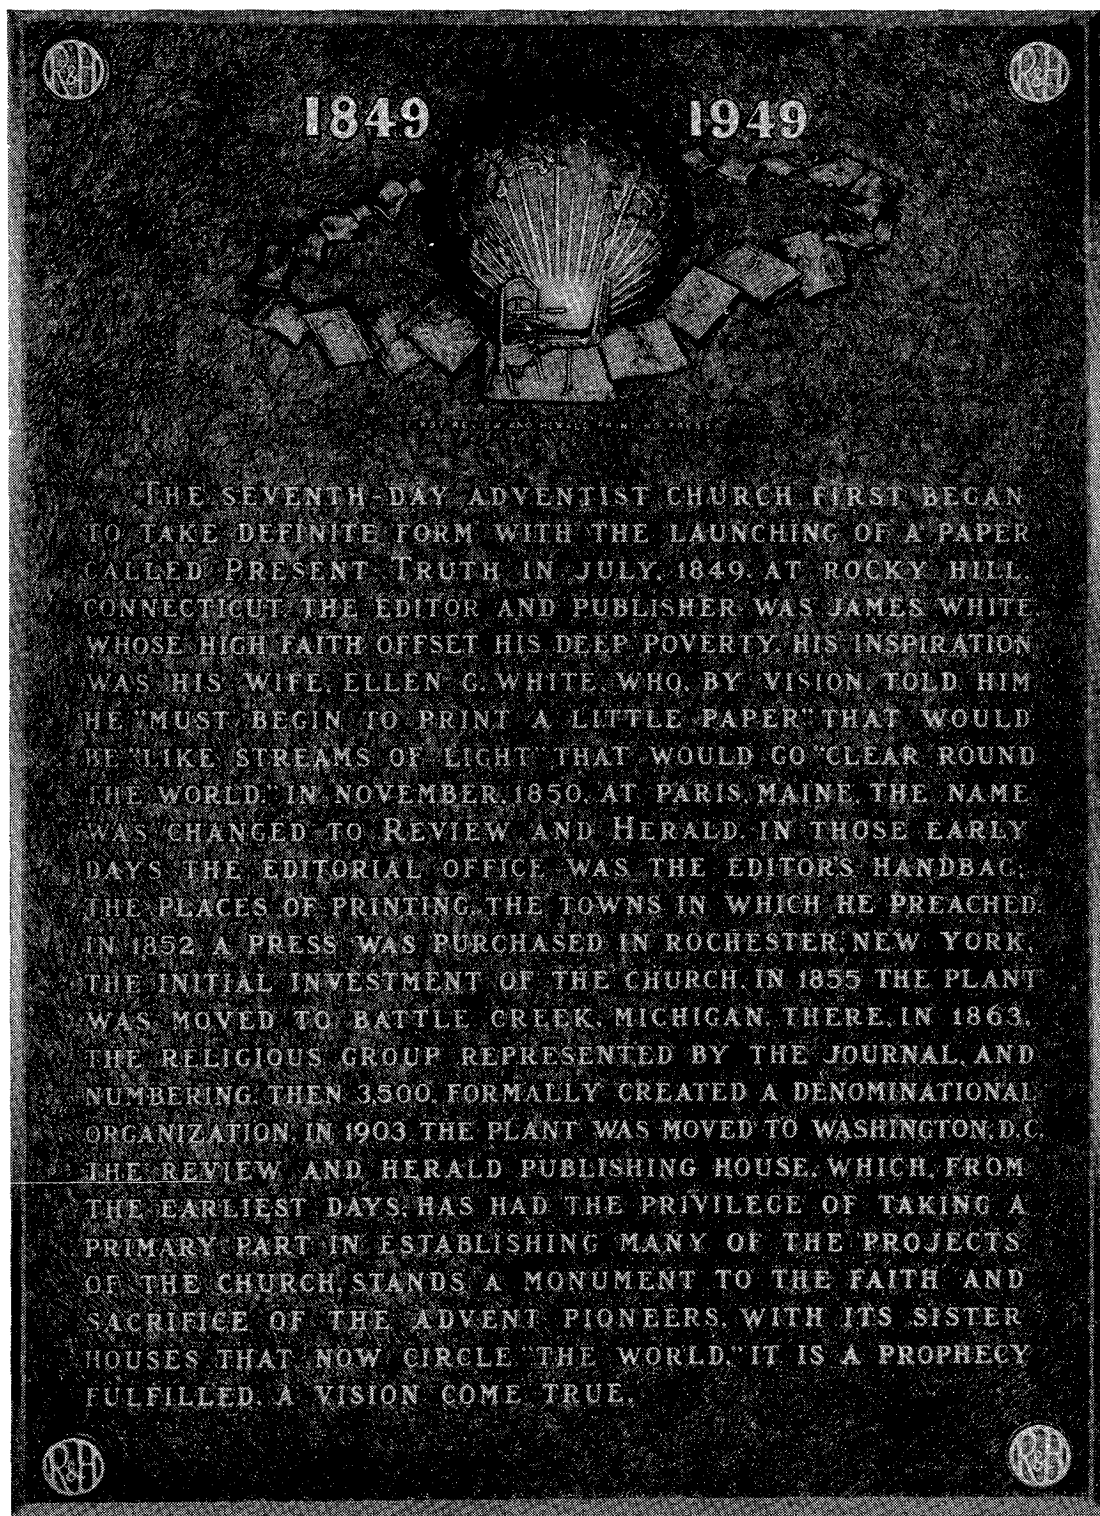 R&H
R&H
1849 1949
THE SEVENTH-DAY ADVENTIST CHURCH FIRST BEGAN
TO TAKE DEFINITE FORM WITH THE LAUNCHING OF A PAPER
CALLED PRESENT TRUTH IN JULY, 1849, AT ROCKY HILL,
CONNECTICUT. THE EDITOR AND PUBLISHER WAS JAMES WHITE,
WHOSE HIGH FAITH OFFSET HIS DEEP POVERTY. HIS INSPIRATION
WAS HIS WIFE, ELLEN G. WHITE, WHO, BY VISION, TOLD HIM
HE "MUST BEGIN TO PRINT A LITTLE PAPER" THAT WOULD
BE "LIKE STREAMS OF LIGHT" THAT WOULD GO "CLEAR ROUND
THE WORLD." IN NOVEMBER, 1850, AT PARIS, MAINE, THE NAME
WAS CHANGED TO REVIEW AND HERALD. IN THOSE EARLY
DAYS THE EDITORIAL OFFICE WAS THE EDITOR'S HANDBAG;
THE PLACES OF PRINTING, THE TOWNS IN WHICH HE PREACHED.
IN 1852 A PRESS WAS PURCHASED IN ROCHESTER, NEW YORK,
THE INITIAL INVESTMENT OF THE CHURCH. IN 1855 THE PLANT
WAS MOVED TO BATTLE CREEK, MICHIGAN. THERE, IN 1863,
THE RELIGIOUS GROUP REPRESENTED BY THE JOURNAL, AND
NUMBERING, THEN 3,500, FORMALLY CREATED A DENOMINATIONAL
ORGANIZATION. IN 1903 THE PLANT WAS MOVED TO WASHINGTON, D.C.
THE REVIEW AND HERALD PUBLISHING HOUSE, WHICH, FROM
THE EARLIEST DAYS, HAS HAD THE PRIVILEGE OF TAKING A
PRIMARY PART IN ESTABLISHING MANY OF THE PROJECTS
OF THE CHURCH, STANDS A MONUMENT TO THE FAITH AND
SACRIFICE OF THE ADVENT PIONEERS. WITH ITS SISTER
HOUSES THAT NOW CIRCLE "THE WORLD," IT IS A PROPHECY
FULFILLED, A VISION COME TRUE.
R&H
R&H